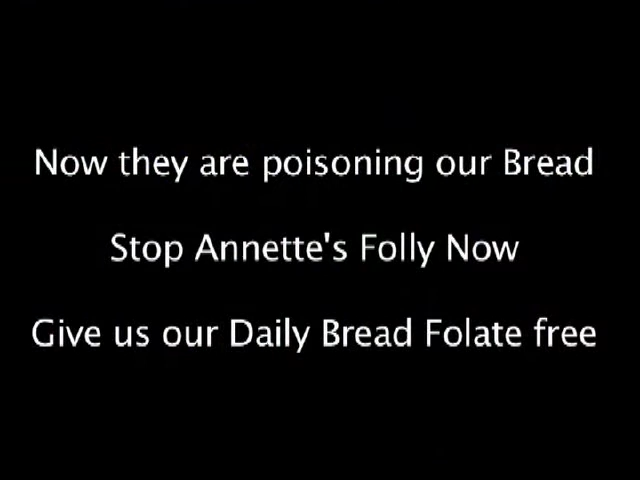 Now they are poisoning our Bread
Stop Annette's Folly Now
Give us our Daily Bread Folate free